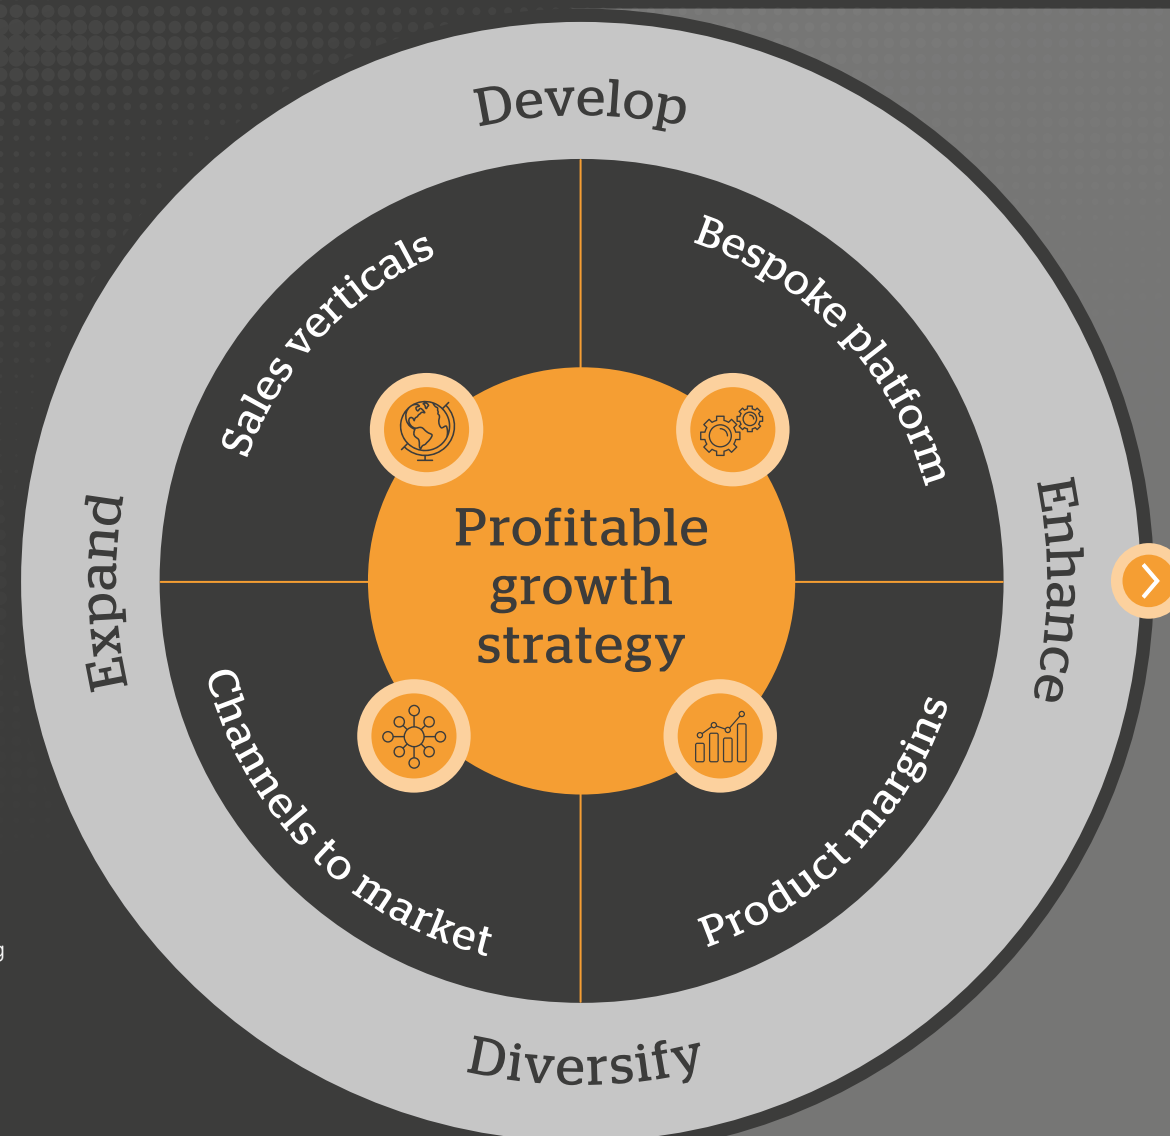 Develop
Sales verticals
Bespoke platform
Expand
Profitable
growth
strategy
Enhance
Channels to market
Product margins
g
Diversify